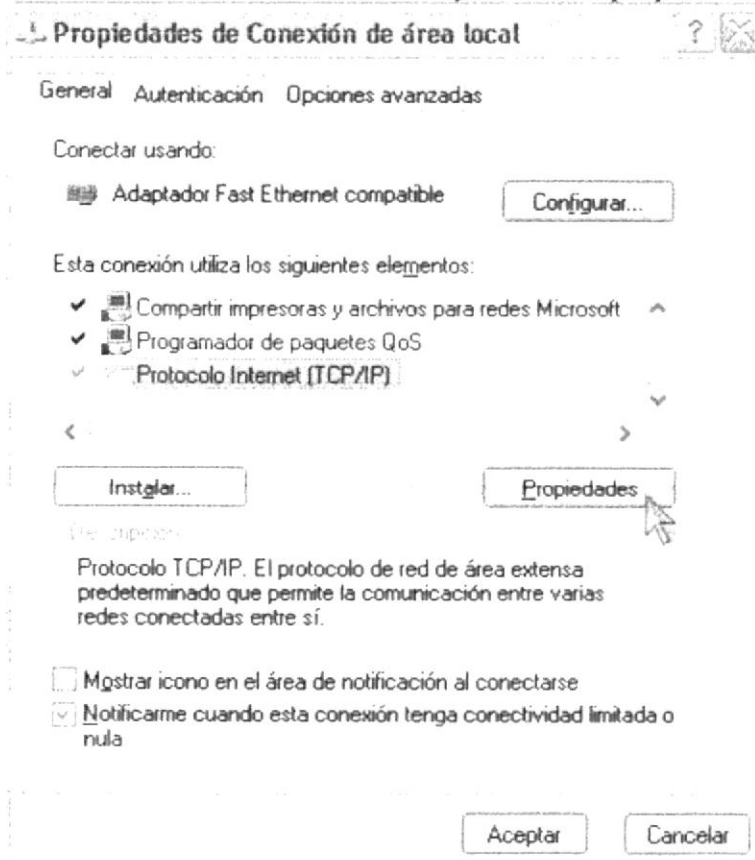 Propiedades de Conexión de área local
General Autenticación Opciones avanzadas
Conectar usando:
Adaptador Fast Ethernet compatible Configurar...
Esta conexión utiliza los siguientes elementos:
Compartir impresoras y archivos para redes Microsoft
Programador de paquetes QoS
Protocolo Internet (TCP/IP)
Instalar... Propiedades
Descripción
Protocolo TCP/IP. El protocolo de red de área extensa
predeterminado que permite la comunicación entre varias
redes conectadas entre sí.
Mostrar icono en el área de notificación al conectarse
Notificarme cuando esta conexión tenga conectividad limitada o
nula
Aceptar Cancelar